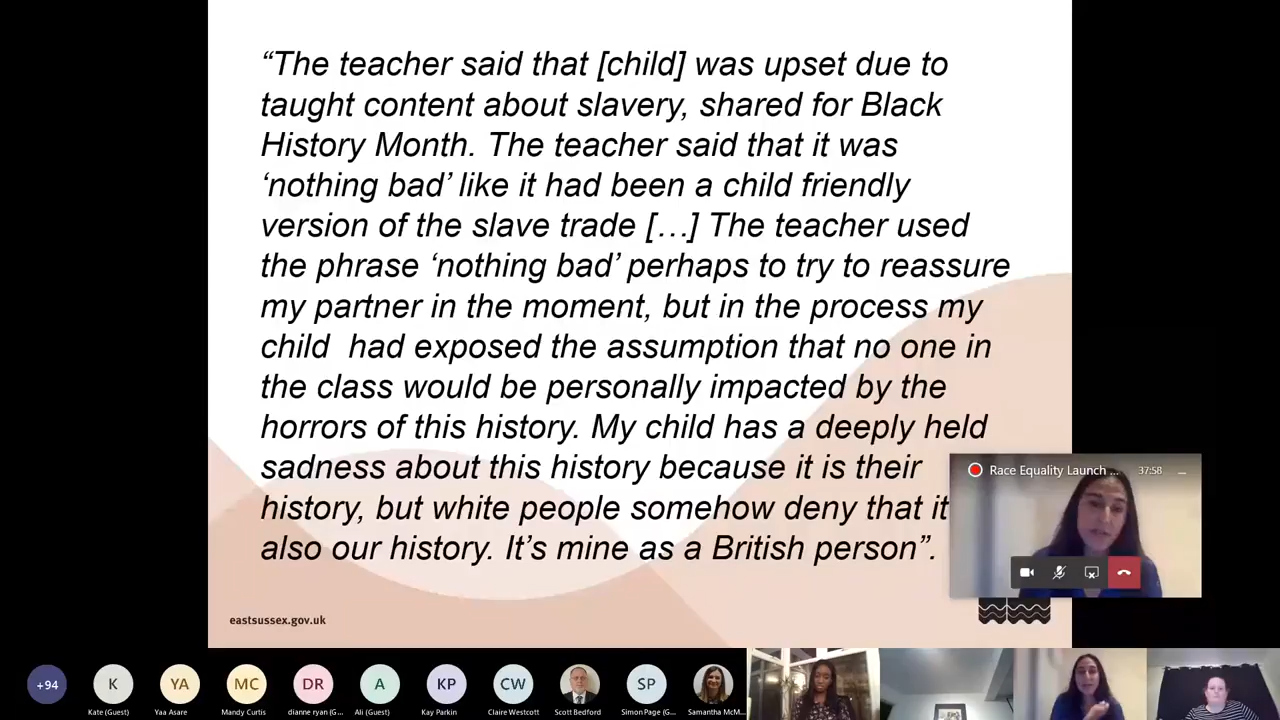 “The teacher said that [child] was upset due to
taught content about slavery, shared for Black
History Month. The teacher said that it was
‘nothing bad’ like it had been a child friendly
version of the slave trade […] The teacher used
the phrase ‘nothing bad’ perhaps to try to reassure
my partner in the moment, but in the process my
child had exposed the assumption that no one in
the class would be personally impacted by the
horrors of this history. My child has a deeply held
sadness about this history because it is their
history, but white people somehow deny that it
also our history. It’s mine as a British person”.
Race Equality Launch ... 37:58
eastsussex.gov.uk
+94 K YA MC DR A KP CW SP
Kate (Guest) Yaa Asare Mandy Curtis dianne ryan (G... Ali (Guest) Kay Parkin Claire Westcott Scott Bedford Simon Page (G... Samantha McM...